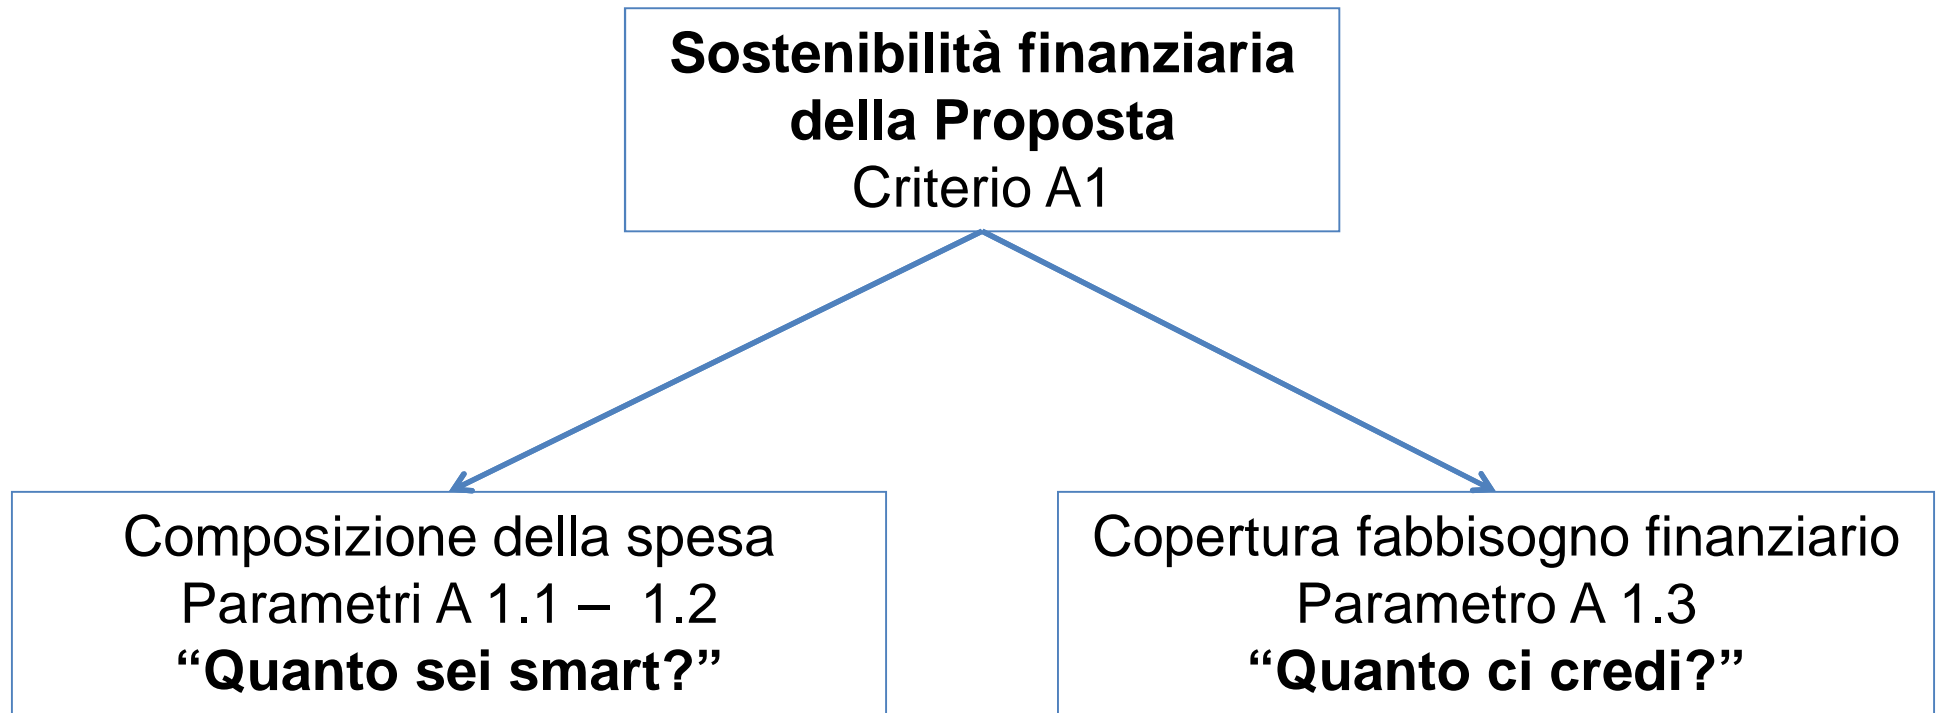 Sostenibilità finanziaria
della Proposta
Criterio A1
Composizione della spesa
Parametri A 1.1 – 1.2
“Quanto sei smart?”
Copertura fabbisogno finanziario
Parametro A 1.3
“Quanto ci credi?”